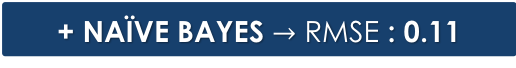 + NAÏVE BAYES → RMSE : 0.11